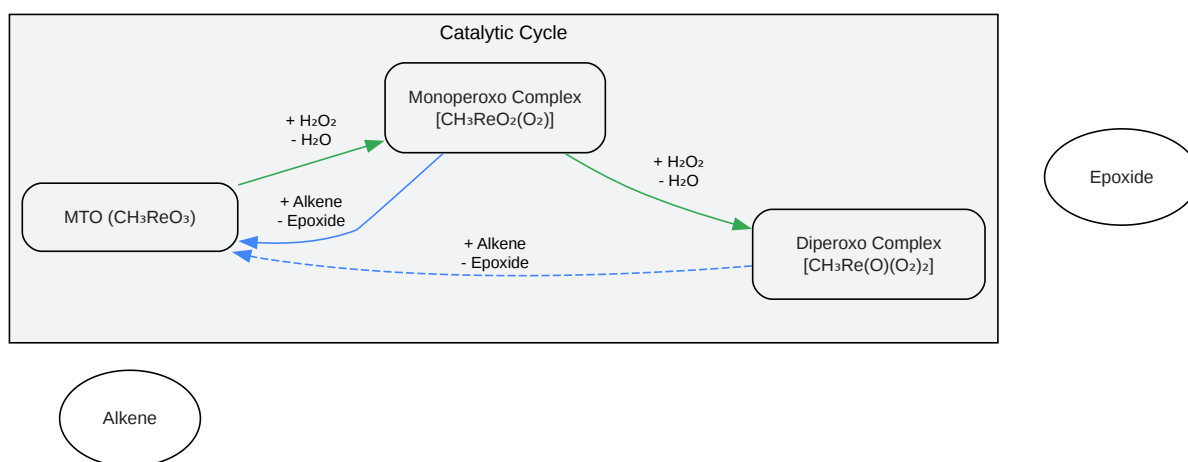 Catalytic Cycle
Monoperoxo Complex
[CH₃ReO₂(O₂)]
+ H₂O₂
- H₂O
+ H₂O₂
- H₂O
MTO (CH₃ReO₃)
+ Alkene
- Epoxide
+ Alkene
- Epoxide
Diperoxo Complex
[CH₃Re(O)(O₂)₂]
Epoxide
Alkene